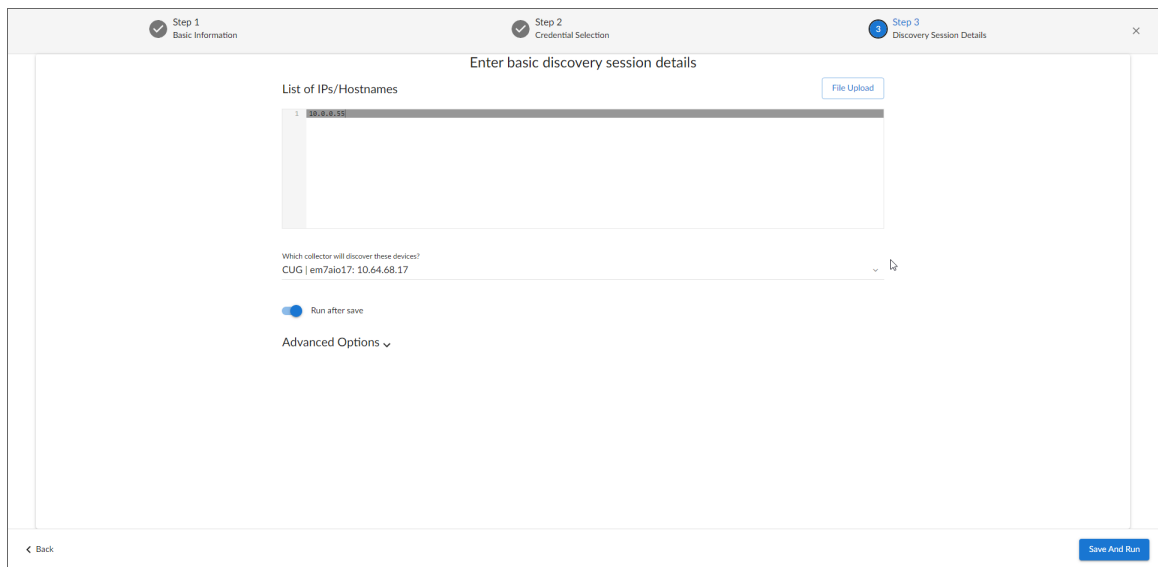 Step 1
Basic Information
Step 2
Credential Selection
3
Step 3
Discovery Session Details
Enter basic discovery session details
List of IPs/Hostnames
File Upload
1 10.0.0.55
Which collector will discover these devices?
CUG | em7aio17: 10.64.68.17
Run after save
Advanced Options
Back
Save And Run